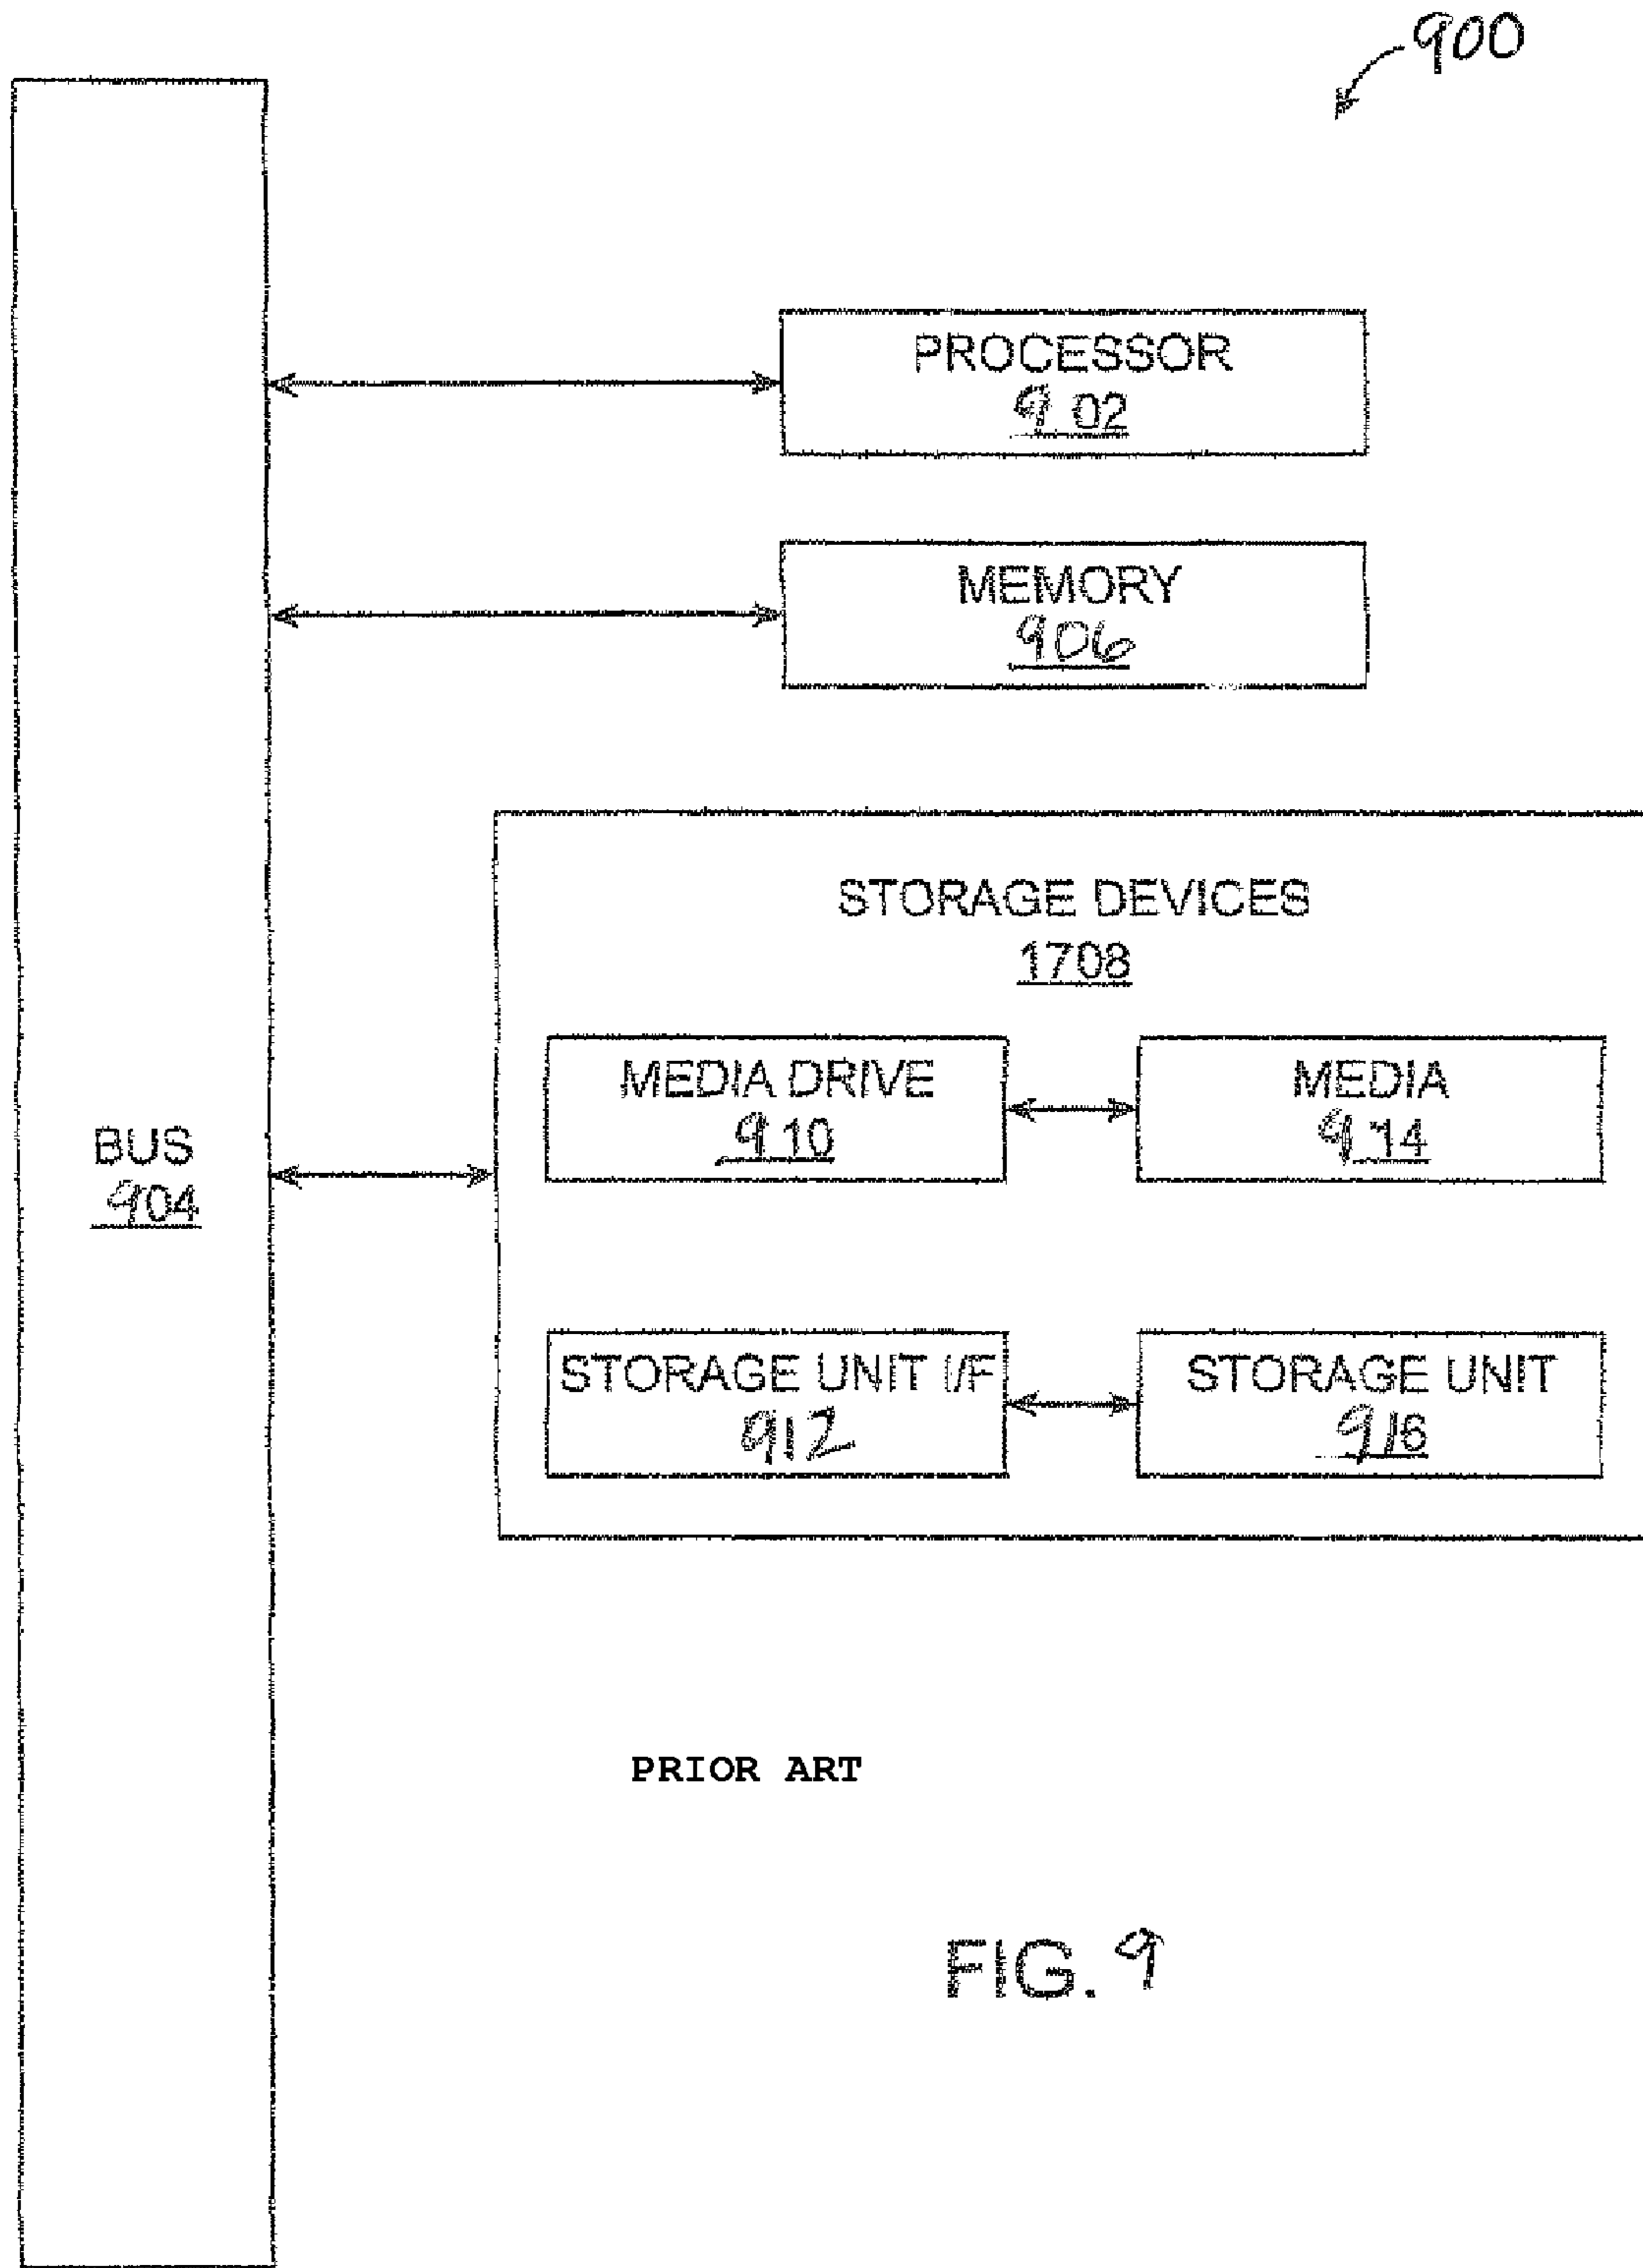 900
PROCESSOR
902
MEMORY
906
STORAGE DEVICES
1708
MEDIA DRIVE
910
MEDIA
914
BUS
904
STORAGE UNIT I/F
912
STORAGE UNIT
916
PRIOR ART
FIG. 9